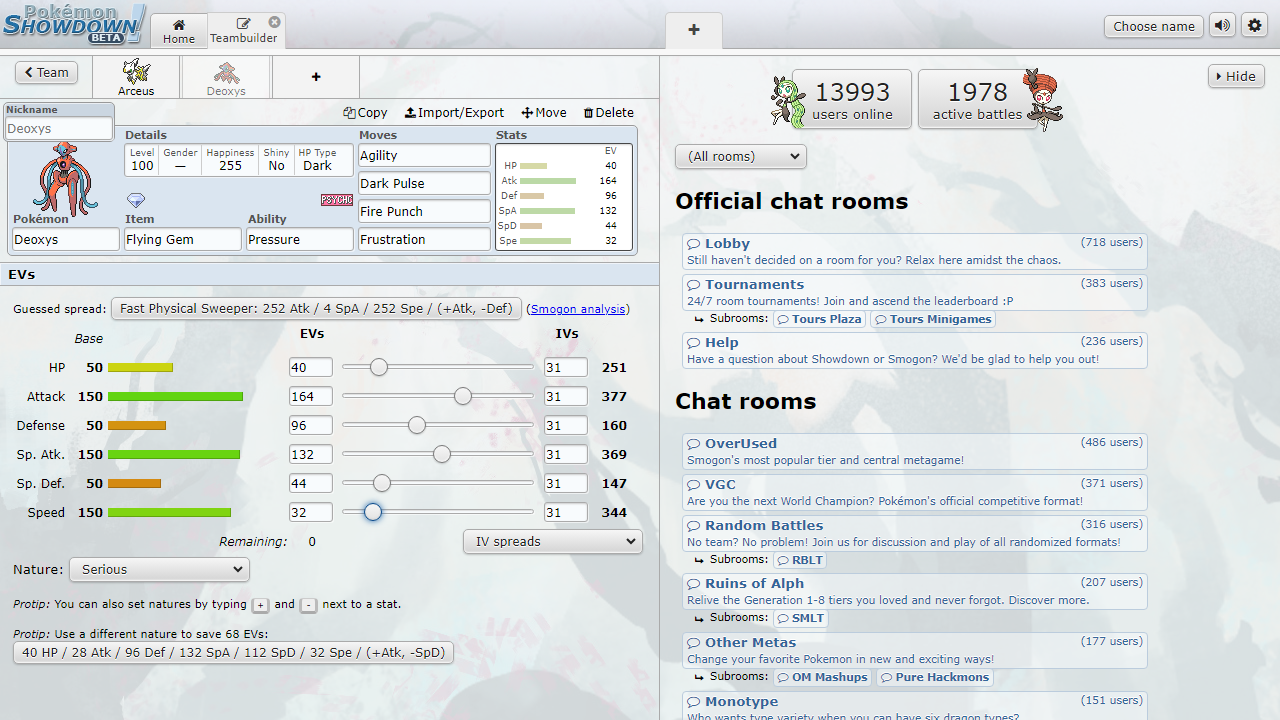 Pokémon
SHOWDOWN!
BETA
Home
Teambuilder
+
Choose name
Team
Arceus
Deoxys
+
Nickname
Deoxys
Copy
Import/Export
Move
Delete
Details
Level
100
Gender
—
Happiness
255
Shiny
No
HP Type
Dark
PSYCHC
Pokémon
Deoxys
Item
Flying Gem
Ability
Pressure
Moves
Agility
Dark Pulse
Fire Punch
Frustration
Stats
EV
HP 40
Atk 164
Def 96
SpA 132
SpD 44
Spe 32
EVs
Guessed spread: Fast Physical Sweeper: 252 Atk / 4 SpA / 252 Spe / (+Atk, -Def) (Smogon analysis)
Base EVs IVs
HP 50 40 31 251
Attack 150 164 31 377
Defense 50 96 31 160
Sp. Atk. 150 132 31 369
Sp. Def. 50 44 31 147
Speed 150 32 31 344
Remaining: 0 IV spreads
Nature: Serious
Protip: You can also set natures by typing + and - next to a stat.
Protip: Use a different nature to save 68 EVs:
40 HP / 28 Atk / 96 Def / 132 SpA / 112 SpD / 32 Spe / (+Atk, -SpD)
13993
users online
1978
active battles
Hide
(All rooms)
Official chat rooms
Lobby (718 users)
Still haven't decided on a room for you? Relax here amidst the chaos.
Tournaments (383 users)
24/7 room tournaments! Join and ascend the leaderboard :P
Subrooms: Tours Plaza Tours Minigames
Help (236 users)
Have a question about Showdown or Smogon? We'd be glad to help you out!
Chat rooms
OverUsed (486 users)
Smogon's most popular tier and central metagame!
VGC (371 users)
Are you the next World Champion? Pokémon's official competitive format!
Random Battles (316 users)
No team? No problem! Join us for discussion and play of all randomized formats!
Subrooms: RBLT
Ruins of Alph (207 users)
Relive the Generation 1-8 tiers you loved and never forgot. Discover more.
Subrooms: SMLT
Other Metas (177 users)
Change your favorite Pokemon in new and exciting ways!
Subrooms: OM Mashups Pure Hackmons
Monotype (151 users)
Who wants type variety when you can have six dragon types?